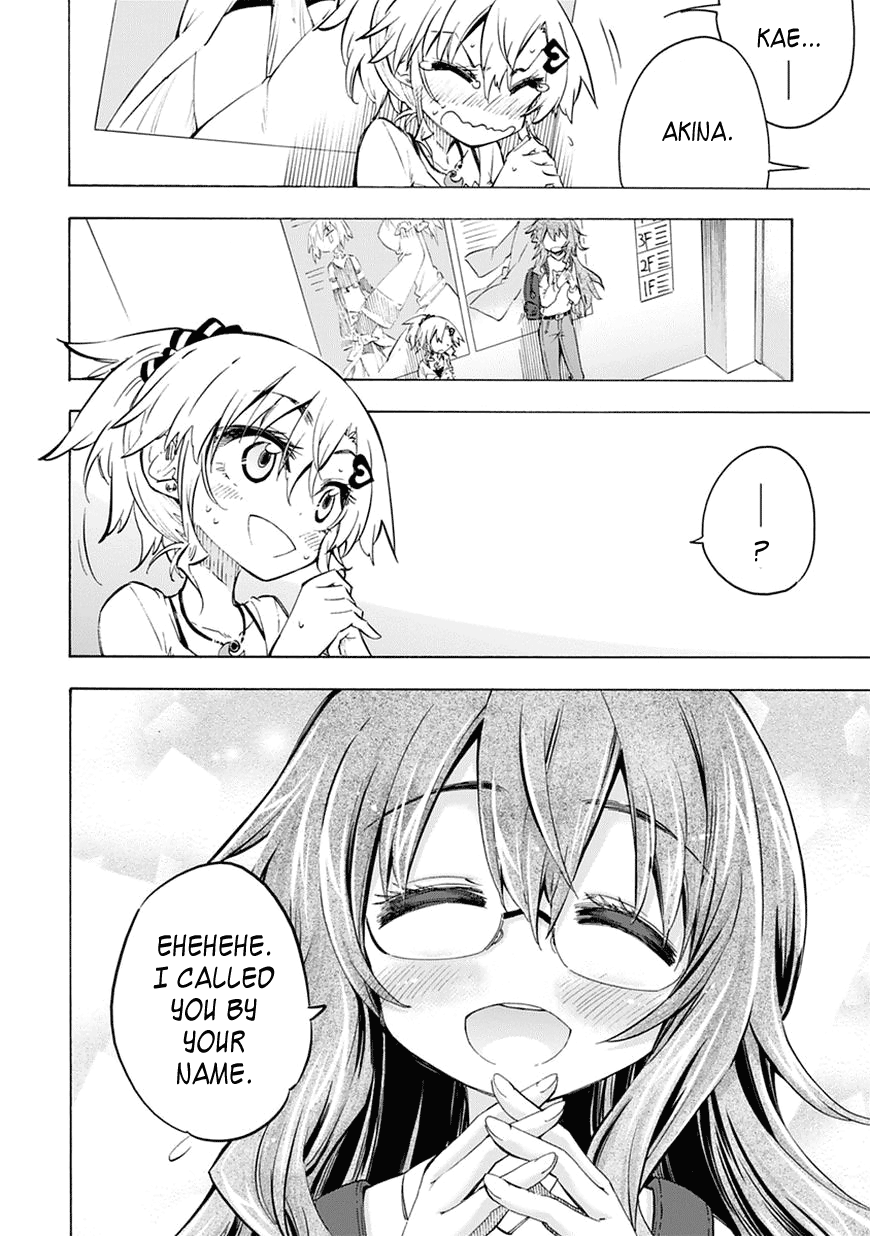 KAE...
—
AKINA.
3F
2F
1F
—
?
EHEHEHE.
I CALLED
YOU BY
YOUR
NAME.